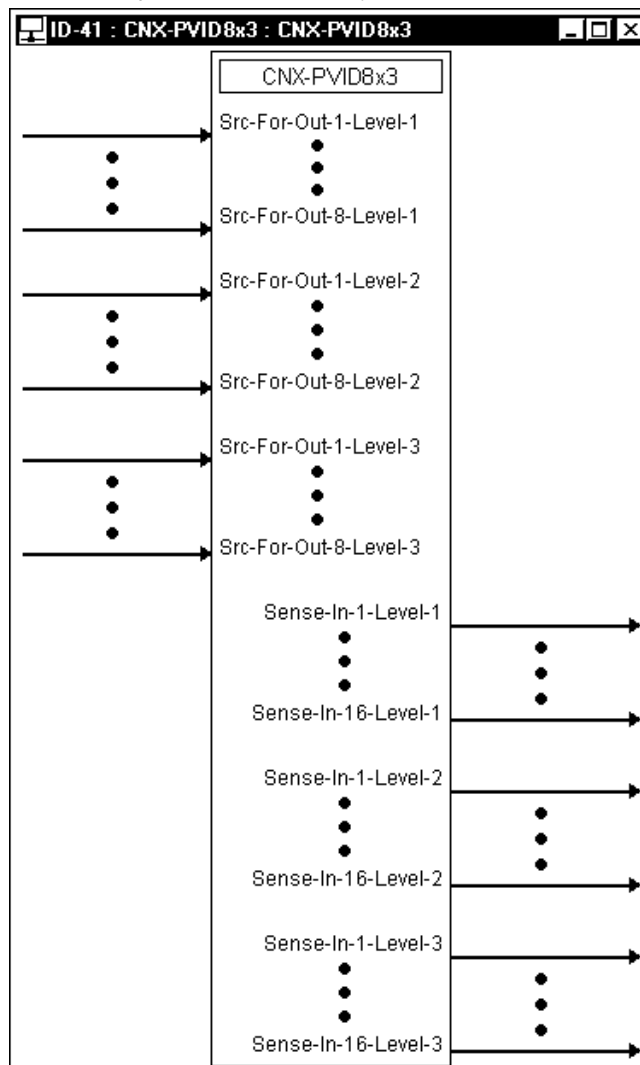 ID-41 : CNX-PVID8x3 : CNX-PVID8x3
CNX-PVID8x3
Src-For-Out-1-Level-1
Src-For-Out-8-Level-1
Src-For-Out-1-Level-2
Src-For-Out-8-Level-2
Src-For-Out-1-Level-3
Src-For-Out-8-Level-3
Sense-In-1-Level-1
Sense-In-16-Level-1
Sense-In-1-Level-2
Sense-In-16-Level-2
Sense-In-1-Level-3
Sense-In-16-Level-3